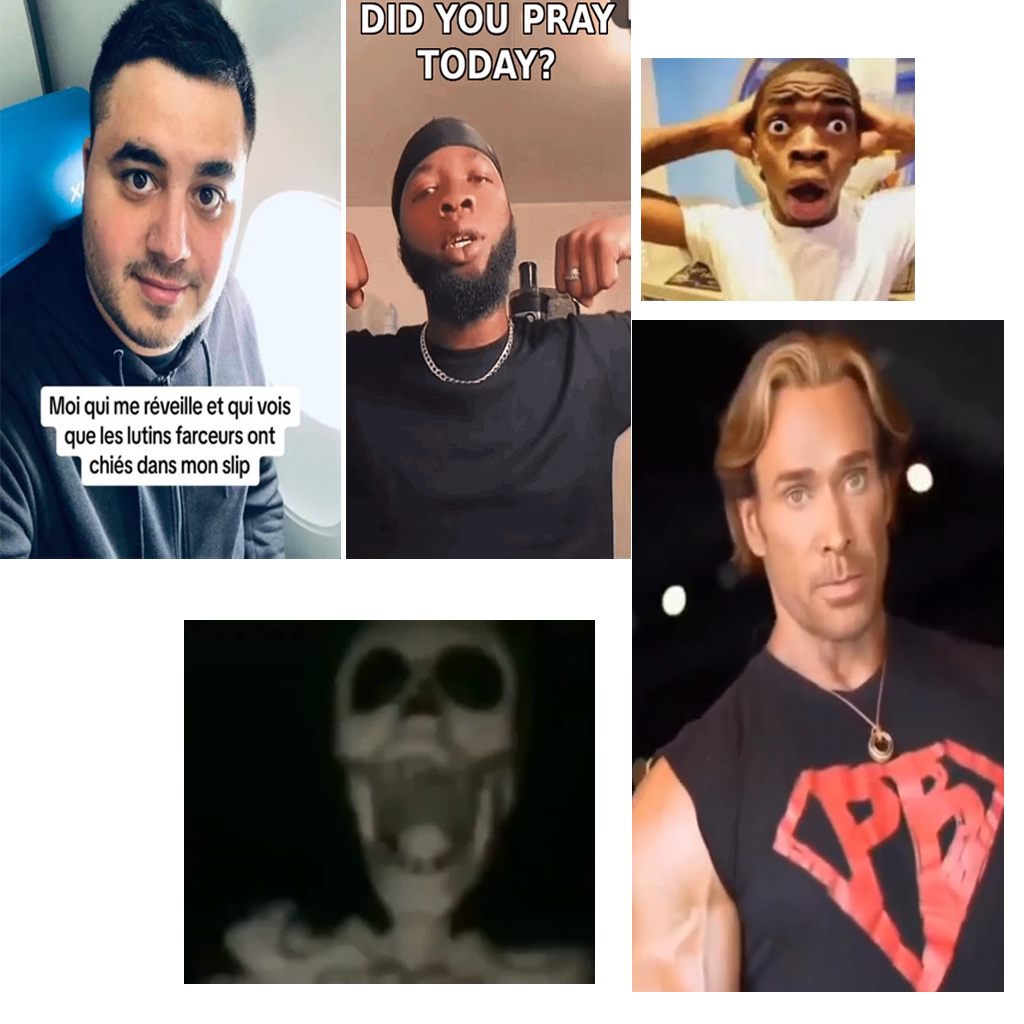 DID YOU PRAY
TODAY?
Moi qui me réveille et qui vois
que les lutins farceurs ont
chiés dans mon slip
PR